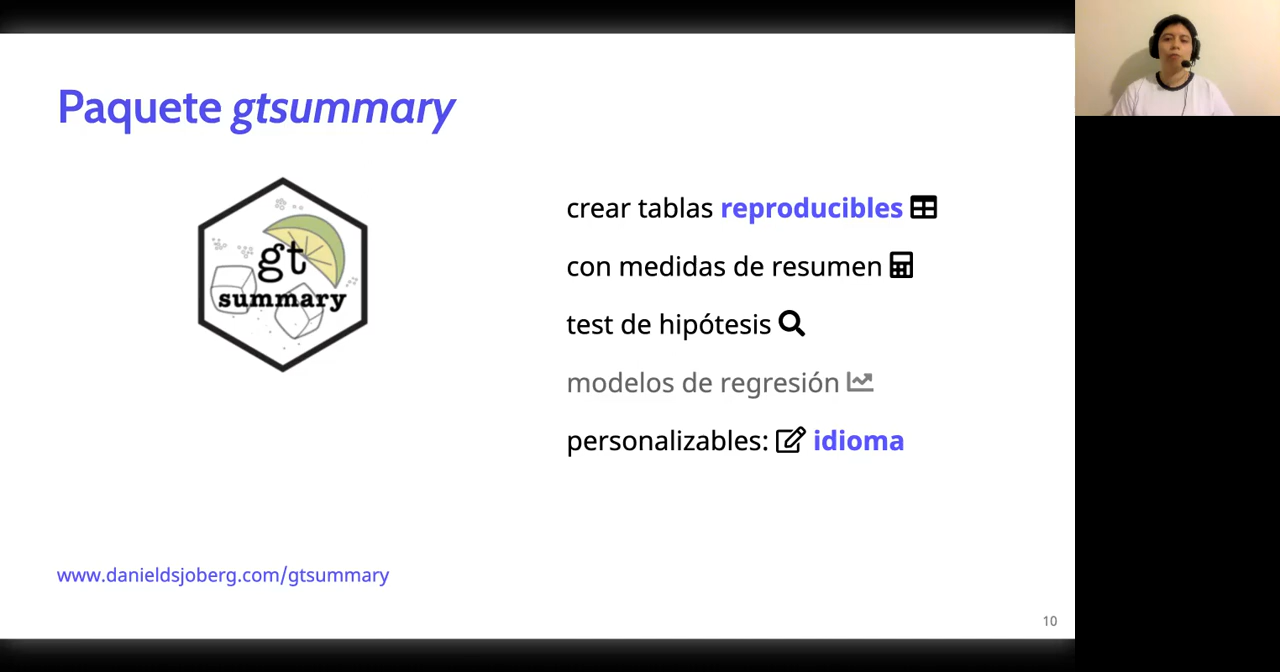 Paquete gtsummary
gt
summary
crear tablas reproducibles
con medidas de resumen
test de hipótesis
modelos de regresión
personalizables: idioma
www.danieldsjoberg.com/gtsummary
10